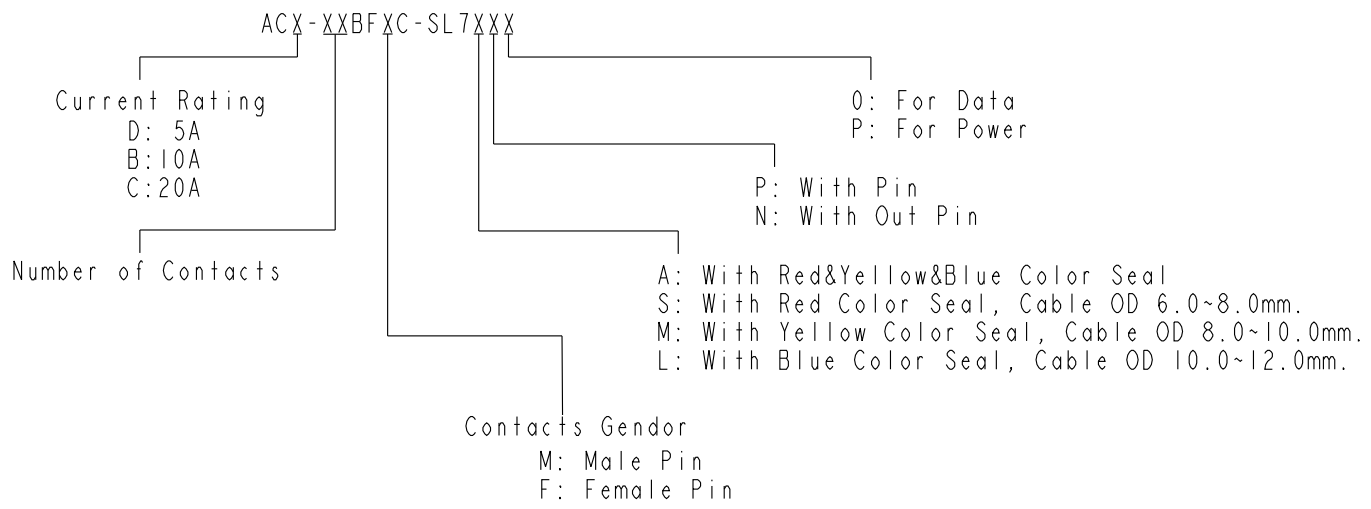 ACX-XXBFXC-SL7XXX
Current Rating
D: 5A
B:10A
C:20A
Number of Contacts
0: For Data
P: For Power
P: With Pin
N: With Out Pin
A: With Red&Yellow&Blue Color Seal
S: With Red Color Seal, Cable OD 6.0~8.0mm.
M: With Yellow Color Seal, Cable OD 8.0~10.0mm.
L: With Blue Color Seal, Cable OD 10.0~12.0mm.
Contacts Gendor
M: Male Pin
F: Female Pin